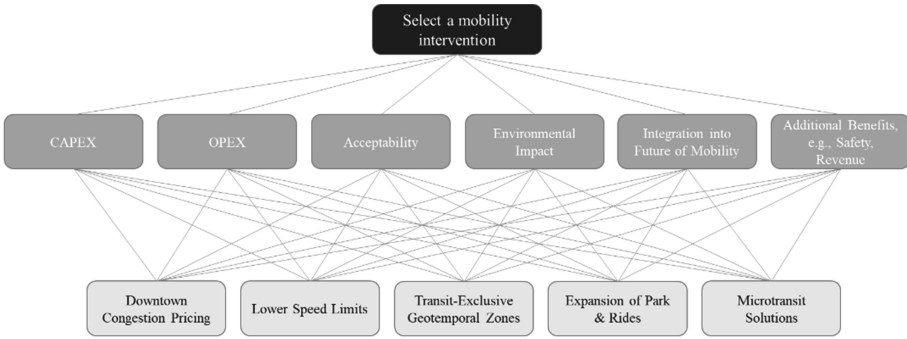 Select a mobility
intervention
CAPEX
OPEX
Acceptability
Environmental
Impact
Integration into
Future of Mobility
Additional Benefits,
e.g., Safety,
Revenue
Downtown
Congestion Pricing
Lower Speed Limits
Transit-Exclusive
Geotemporal Zones
Expansion of Park
& Rides
Microtransit
Solutions